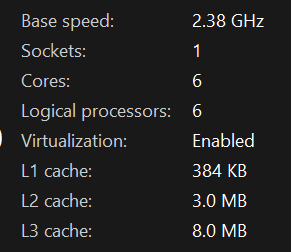 Base speed: 2.38 GHz
Sockets: 1
Cores: 6
Logical processors: 6
Virtualization: Enabled
L1 cache: 384 KB
L2 cache: 3.0 MB
L3 cache: 8.0 MB